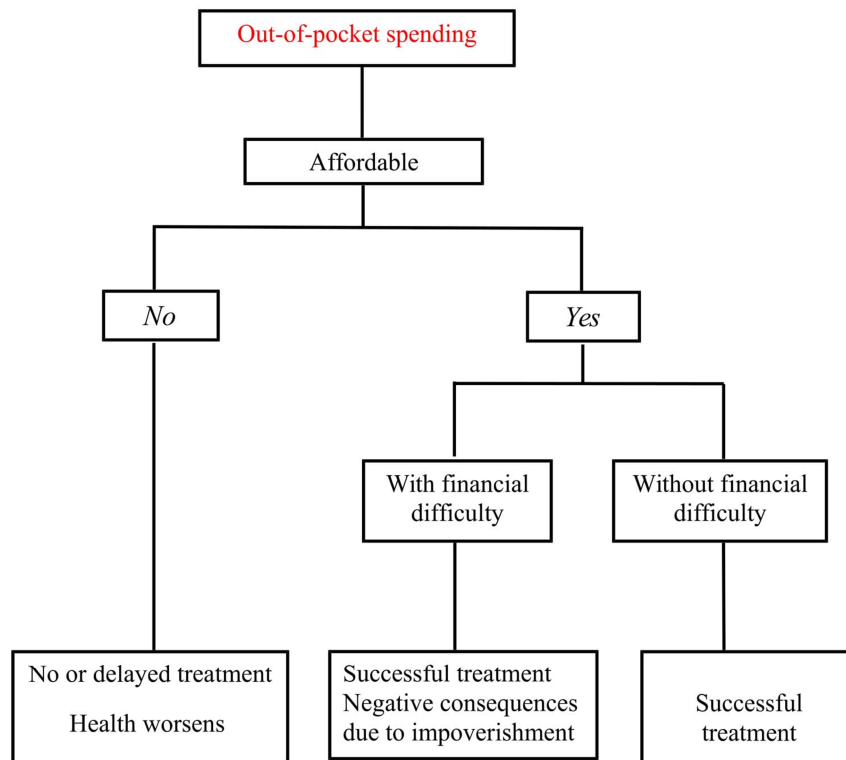 Out-of-pocket spending
Affordable
No
Yes
With financial
difficulty
Without financial
difficulty
No or delayed treatment
Health worsens
Successful treatment
Negative consequences
due to impoverishment
Successful
treatment